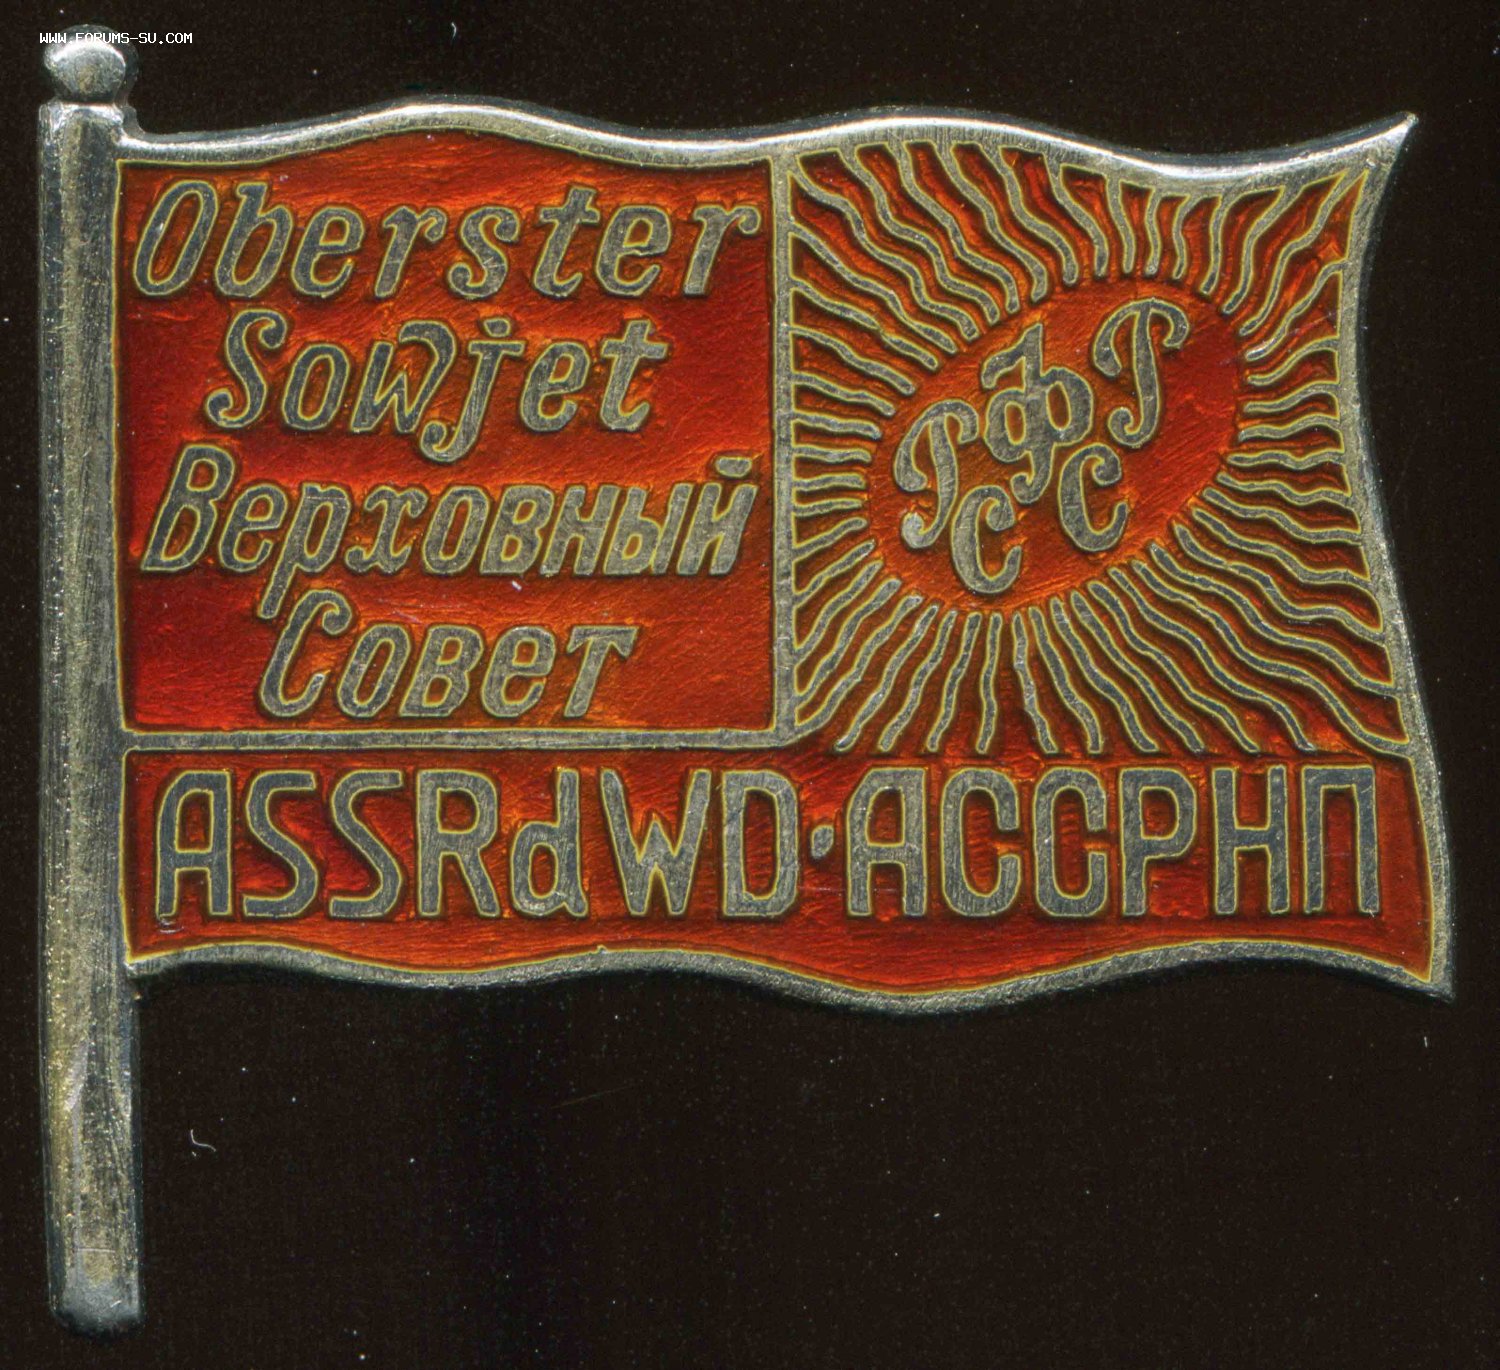 WWW.FORUMS-SU.COM
Oberster
Sowjet
Верховный
Совет
РСФСР
ASSRdWD·АССРНП